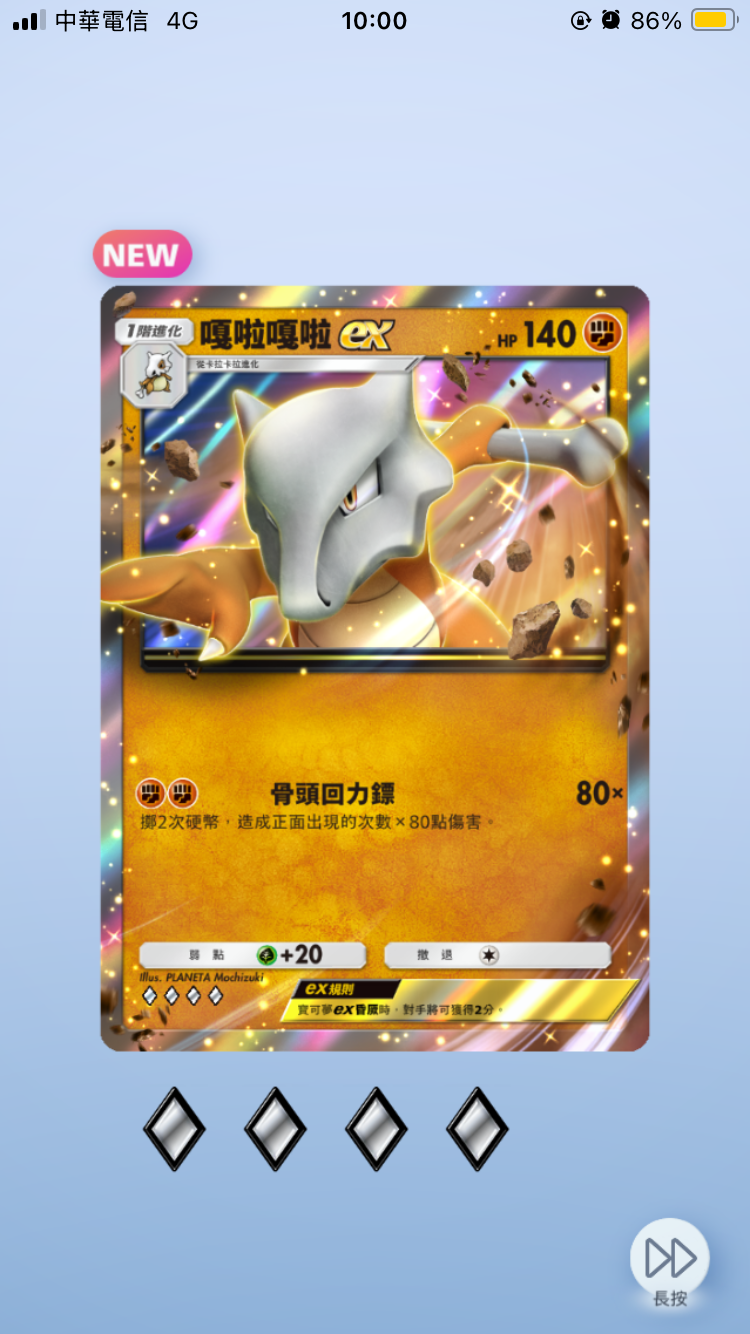 中華電信 4G 10:00 86%
NEW
1階進化 嘎啦嘎啦 ex HP 140
從卡拉卡拉進化
骨頭回力鏢 80×
擲2次硬幣,造成正面出現的次數×80點傷害。
弱點 +20 撤退
Illus. PLANETA Mochizuki
ex規則
寶可夢ex昏厥時,對手將可獲得2分。
長按